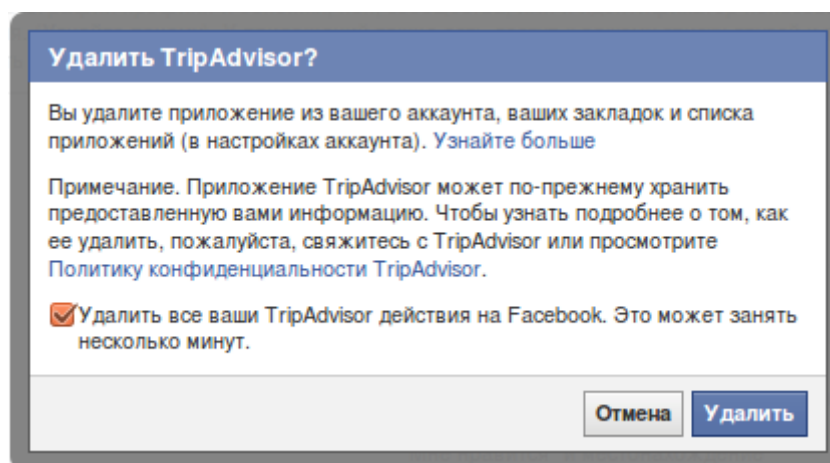 Удалить TripAdvisor?
Вы удалите приложение из вашего аккаунта, ваших закладок и списка
приложений (в настройках аккаунта). Узнайте больше
Примечание. Приложение TripAdvisor может по-прежнему хранить
предоставленную вами информацию. Чтобы узнать подробнее о том, как
ее удалить, пожалуйста, свяжитесь с TripAdvisor или просмотрите
Политику конфиденциальности TripAdvisor.
Удалить все ваши TripAdvisor действия на Facebook. Это может занять
несколько минут.
Отмена Удалить